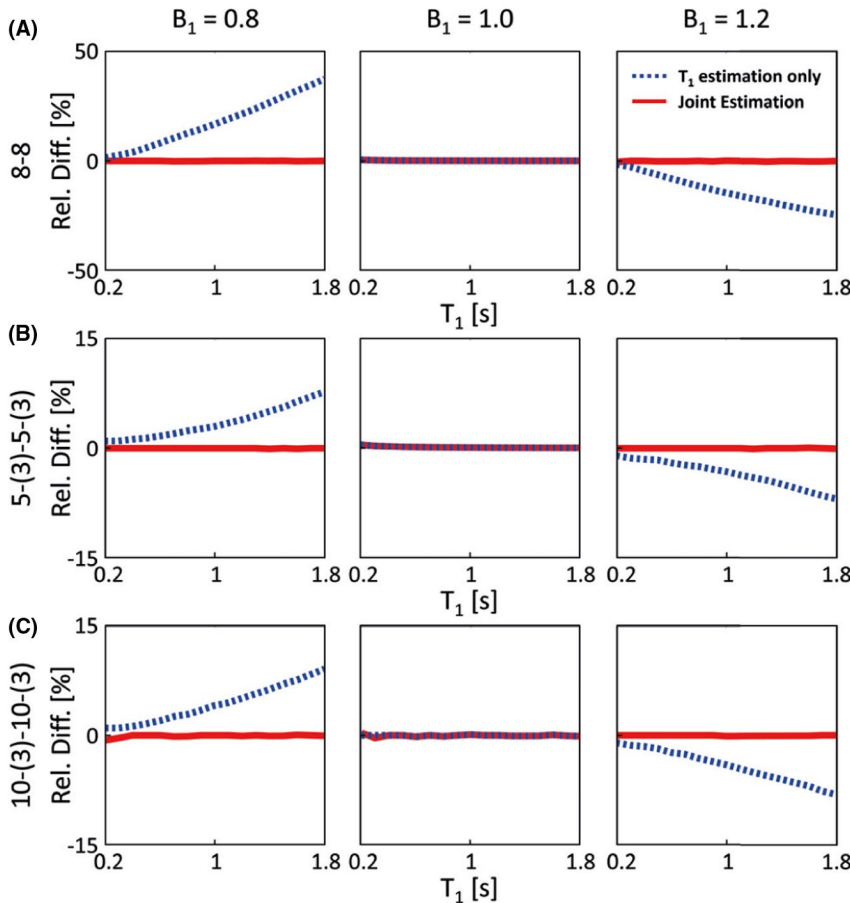 B1 = 0.8 B1 = 1.0 B1 = 1.2
(A)
8-8
Rel. Diff. [%]
50
0
-50
T1 estimation only
Joint Estimation
0.2 1 1.8 0.2 1 1.8 0.2 1 1.8
T1 [s]
(B)
5-(3)-5-(3)
Rel. Diff. [%]
15
0
-15
0.2 1 1.8 0.2 1 1.8 0.2 1 1.8
T1 [s]
(C)
10-(3)-10-(3)
Rel. Diff. [%]
15
0
-15
0.2 1 1.8 0.2 1 1.8 0.2 1 1.8
T1 [s]